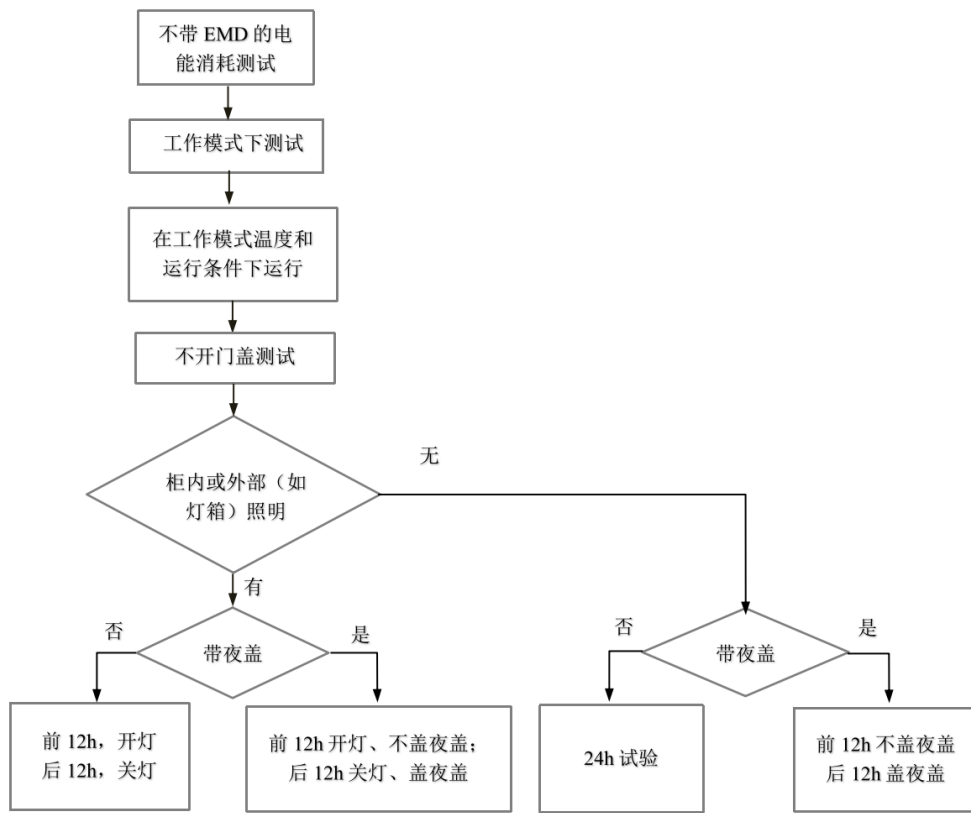 不带 EMD 的电
能消耗测试
工作模式下测试
在工作模式温度和
运行条件下运行
不开门盖测试
无
柜内或外部（如
灯箱）照明
有
否
带夜盖
是
否
带夜盖
是
前 12h，开灯
后 12h，关灯
前 12h 开灯、不盖夜盖；
后 12h 关灯、盖夜盖
24h 试验
前 12h 不盖夜盖
后 12h 盖夜盖